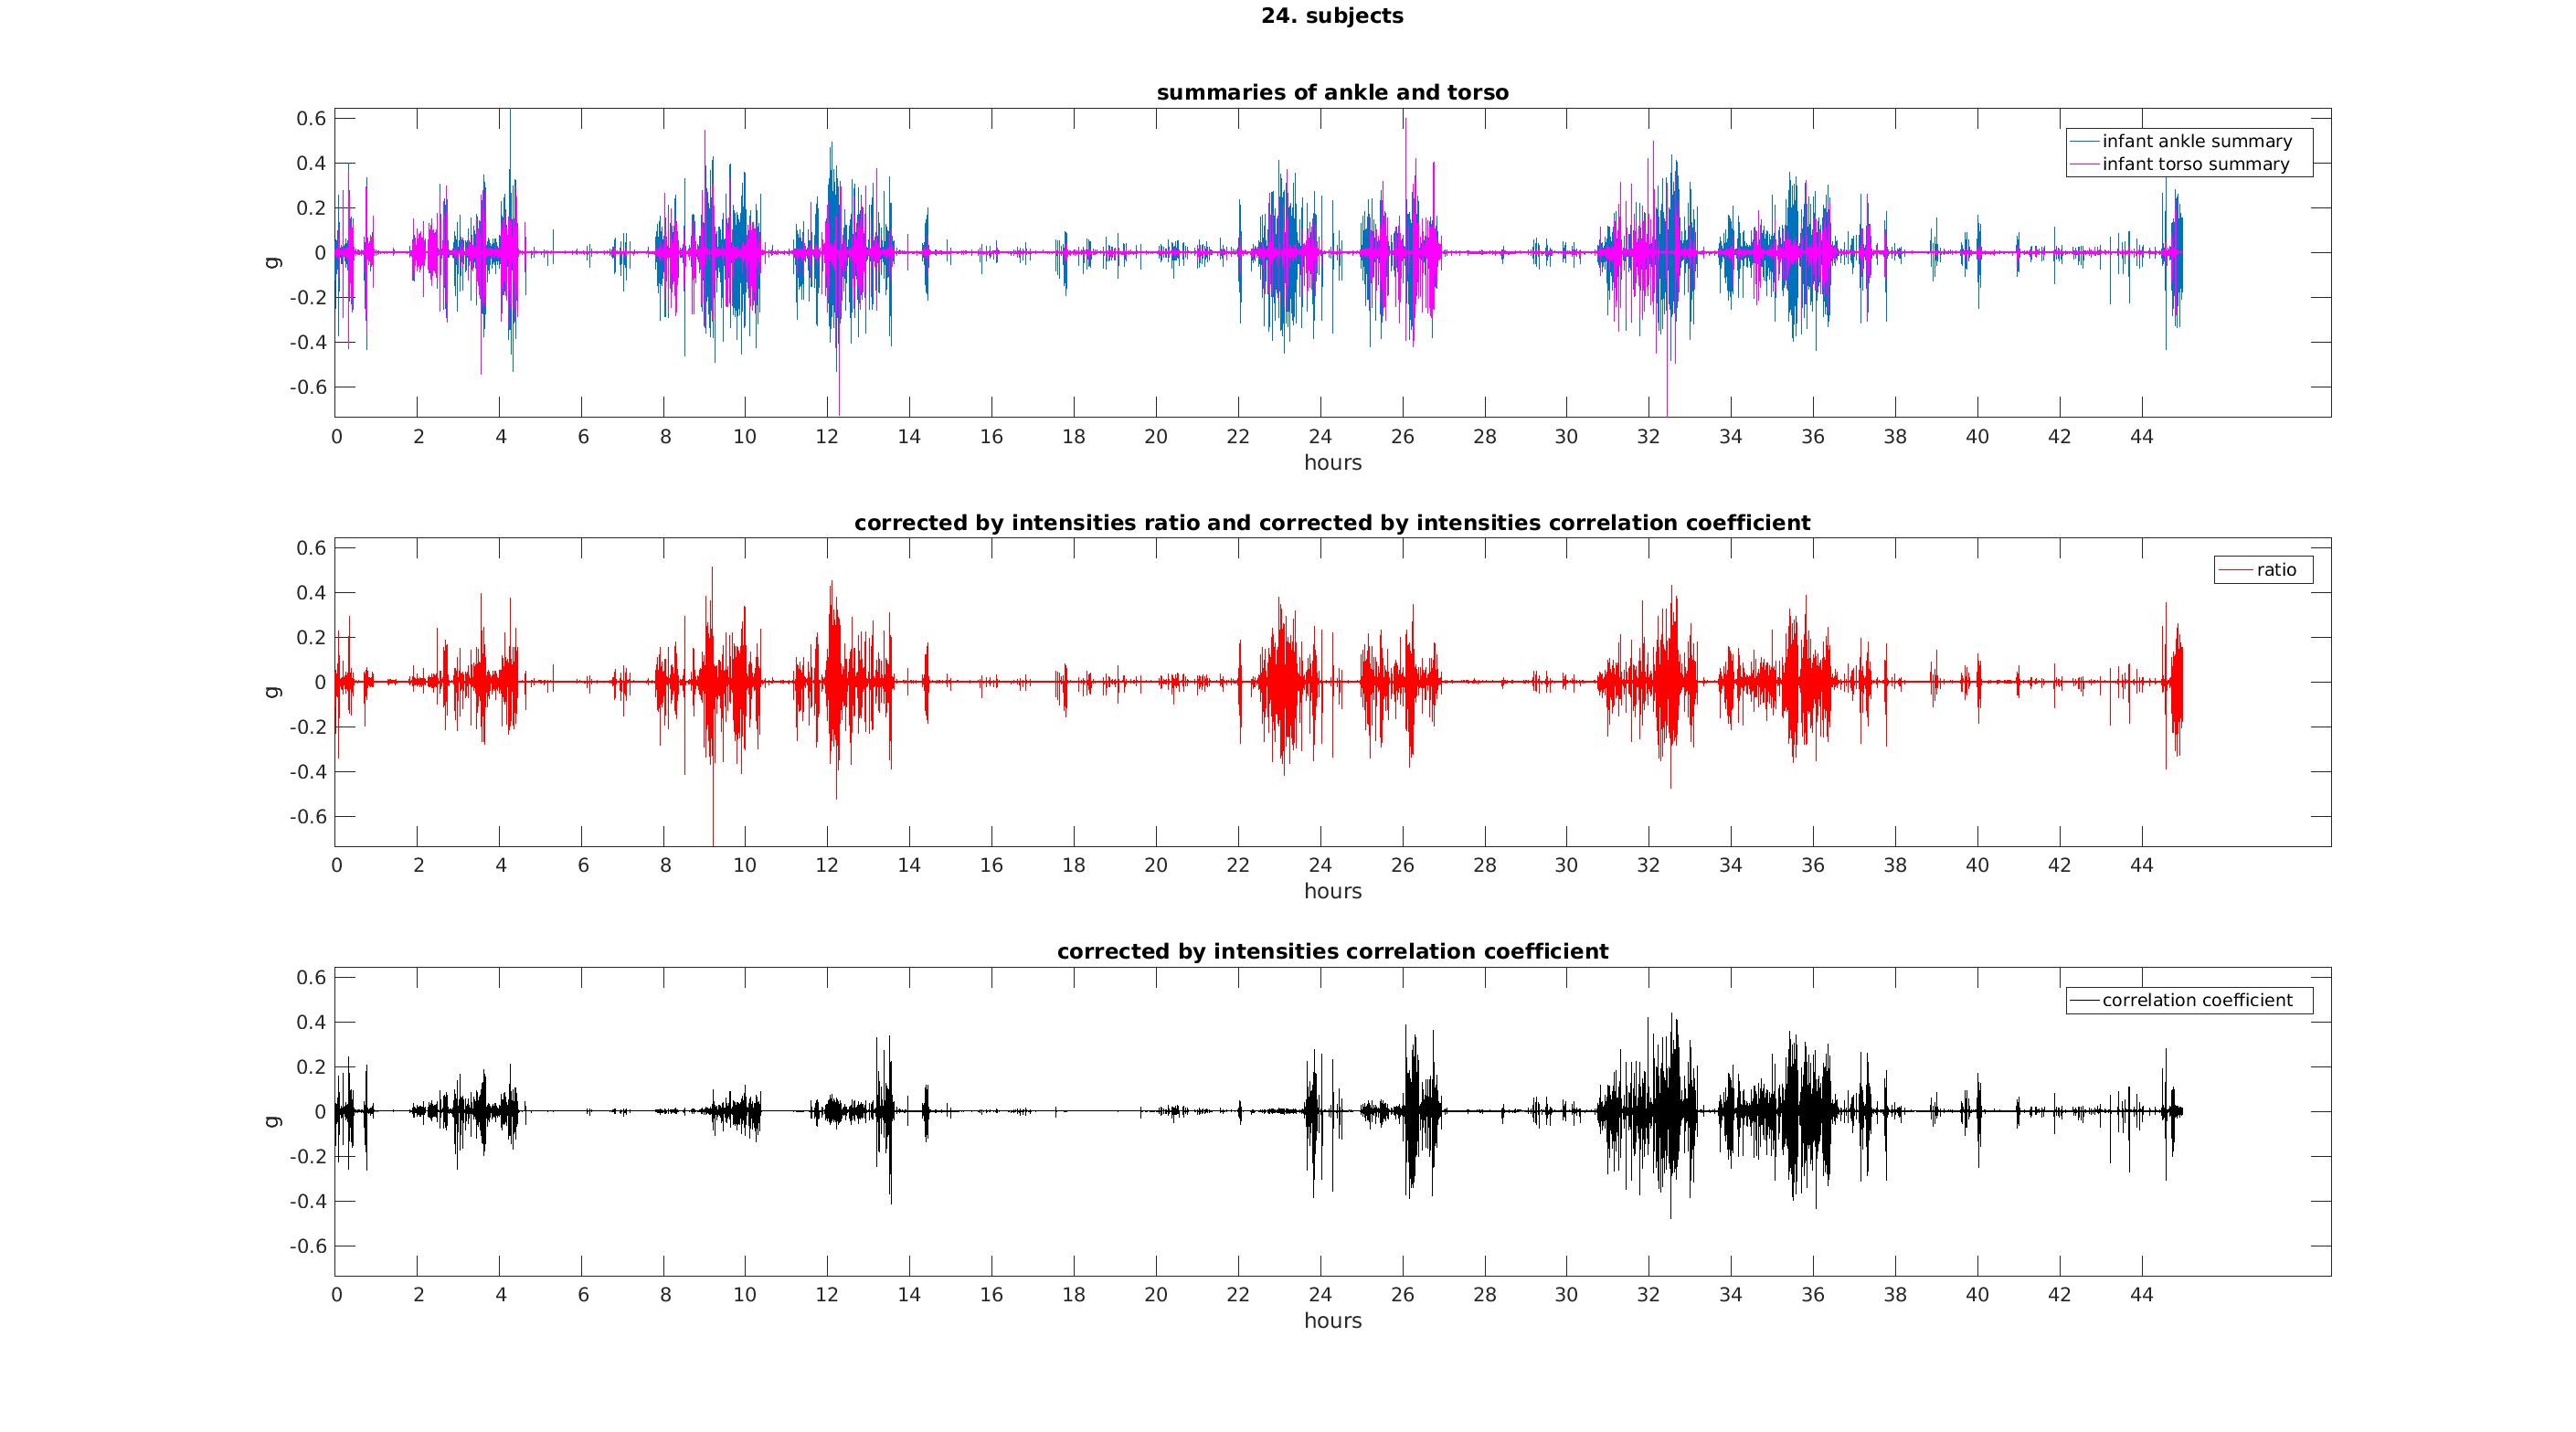 24. subjects
summaries of ankle and torso
0.6
0.4
0.2
0
-0.2
-0.4
-0.6
g
infant ankle summary
infant torso summary
0 2 4 6 8 10 12 14 16 18 20 22 24 26 28 30 32 34 36 38 40 42 44
hours
corrected by intensities ratio and corrected by intensities correlation coefficient
0.6
0.4
0.2
0
-0.2
-0.4
-0.6
g
ratio
0 2 4 6 8 10 12 14 16 18 20 22 24 26 28 30 32 34 36 38 40 42 44
hours
corrected by intensities correlation coefficient
0.6
0.4
0.2
0
-0.2
-0.4
-0.6
g
correlation coefficient
0 2 4 6 8 10 12 14 16 18 20 22 24 26 28 30 32 34 36 38 40 42 44
hours